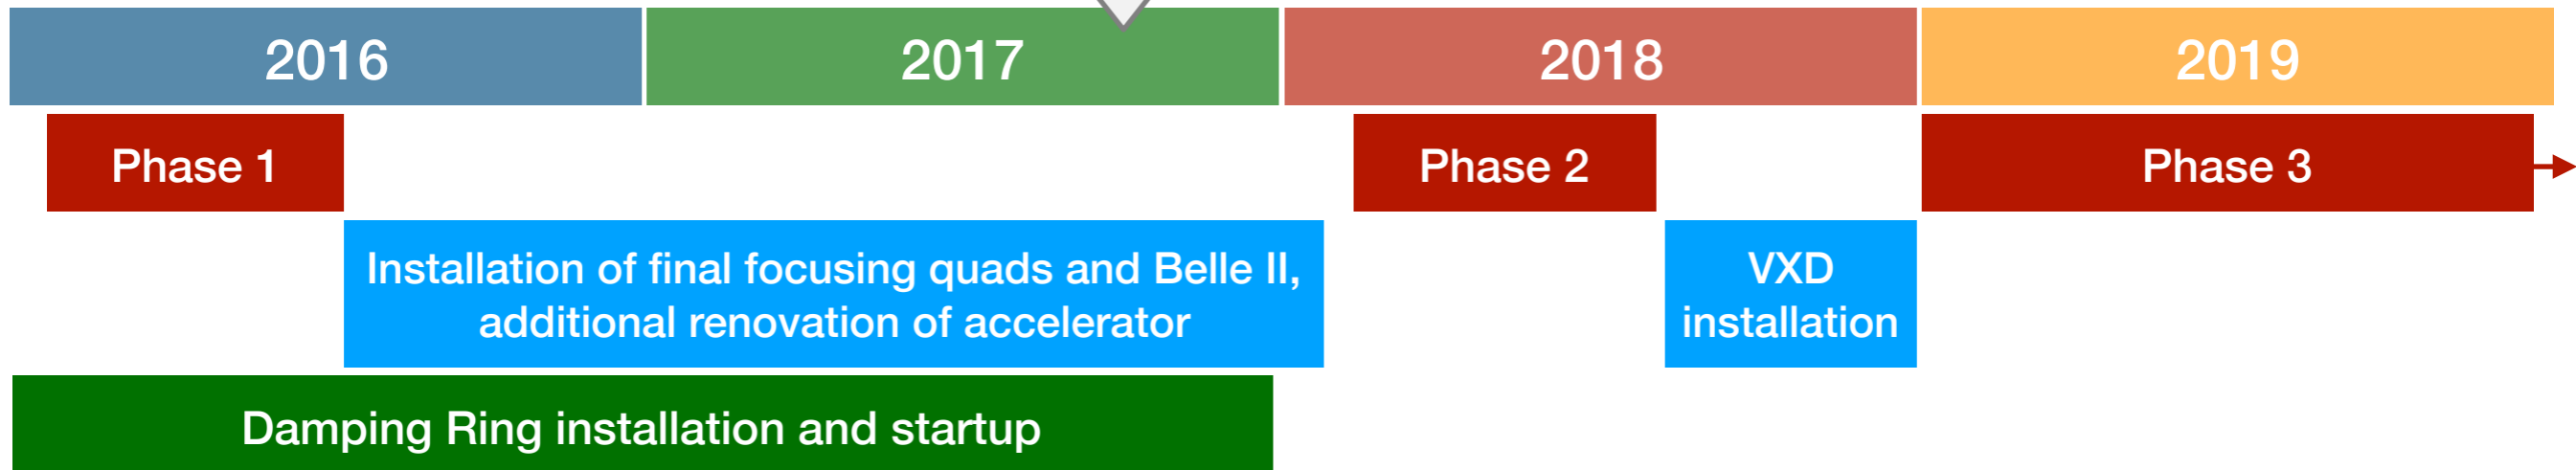 2016
2017
2018
2019
Phase 1
Phase 2
Phase 3
Installation of final focusing quads and Belle II,
additional renovation of accelerator
VXD
installation
Damping Ring installation and startup